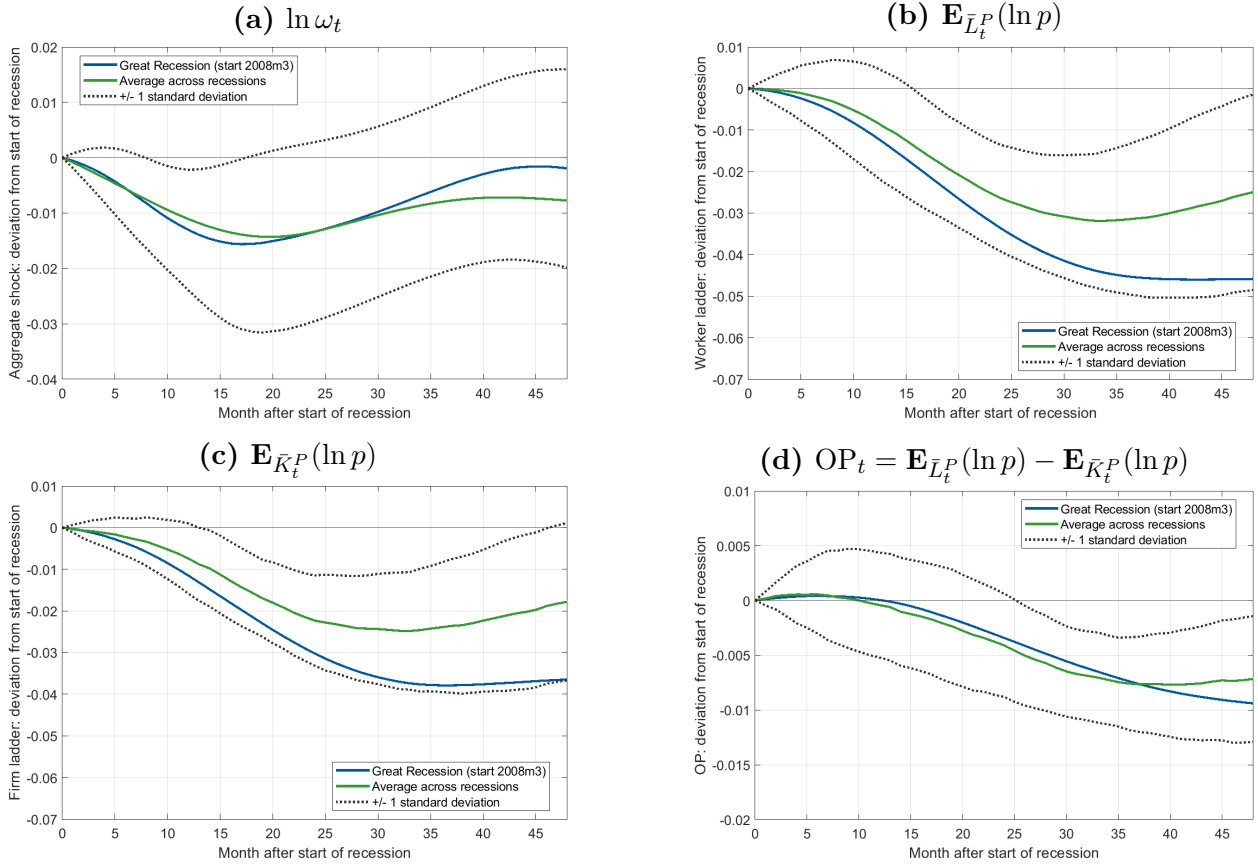 (a) ln ω_t
0.02
0.01
0
-0.01
-0.02
-0.03
-0.04
Aggregate shock: deviation from start of recession
Great Recession (start 2008m3)
Average across recessions
+/- 1 standard deviation
0 5 10 15 20 25 30 35 40 45
Month after start of recession
(b) E_{L̄_t^P}(ln p)
0.01
0
-0.01
-0.02
-0.03
-0.04
-0.05
-0.06
-0.07
Worker ladder: deviation from start of recession
Great Recession (start 2008m3)
Average across recessions
+/- 1 standard deviation
0 5 10 15 20 25 30 35 40 45
Month after start of recession
(c) E_{K̄_t^P}(ln p)
0.01
0
-0.01
-0.02
-0.03
-0.04
-0.05
-0.06
-0.07
Firm ladder: deviation from start of recession
Great Recession (start 2008m3)
Average across recessions
+/- 1 standard deviation
0 5 10 15 20 25 30 35 40 45
Month after start of recession
(d) OP_t = E_{L̄_t^P}(ln p) − E_{K̄_t^P}(ln p)
0.01
0.005
0
-0.005
-0.01
-0.015
-0.02
OP: deviation from start of recession
Great Recession (start 2008m3)
Average across recessions
+/- 1 standard deviation
0 5 10 15 20 25 30 35 40 45
Month after start of recession